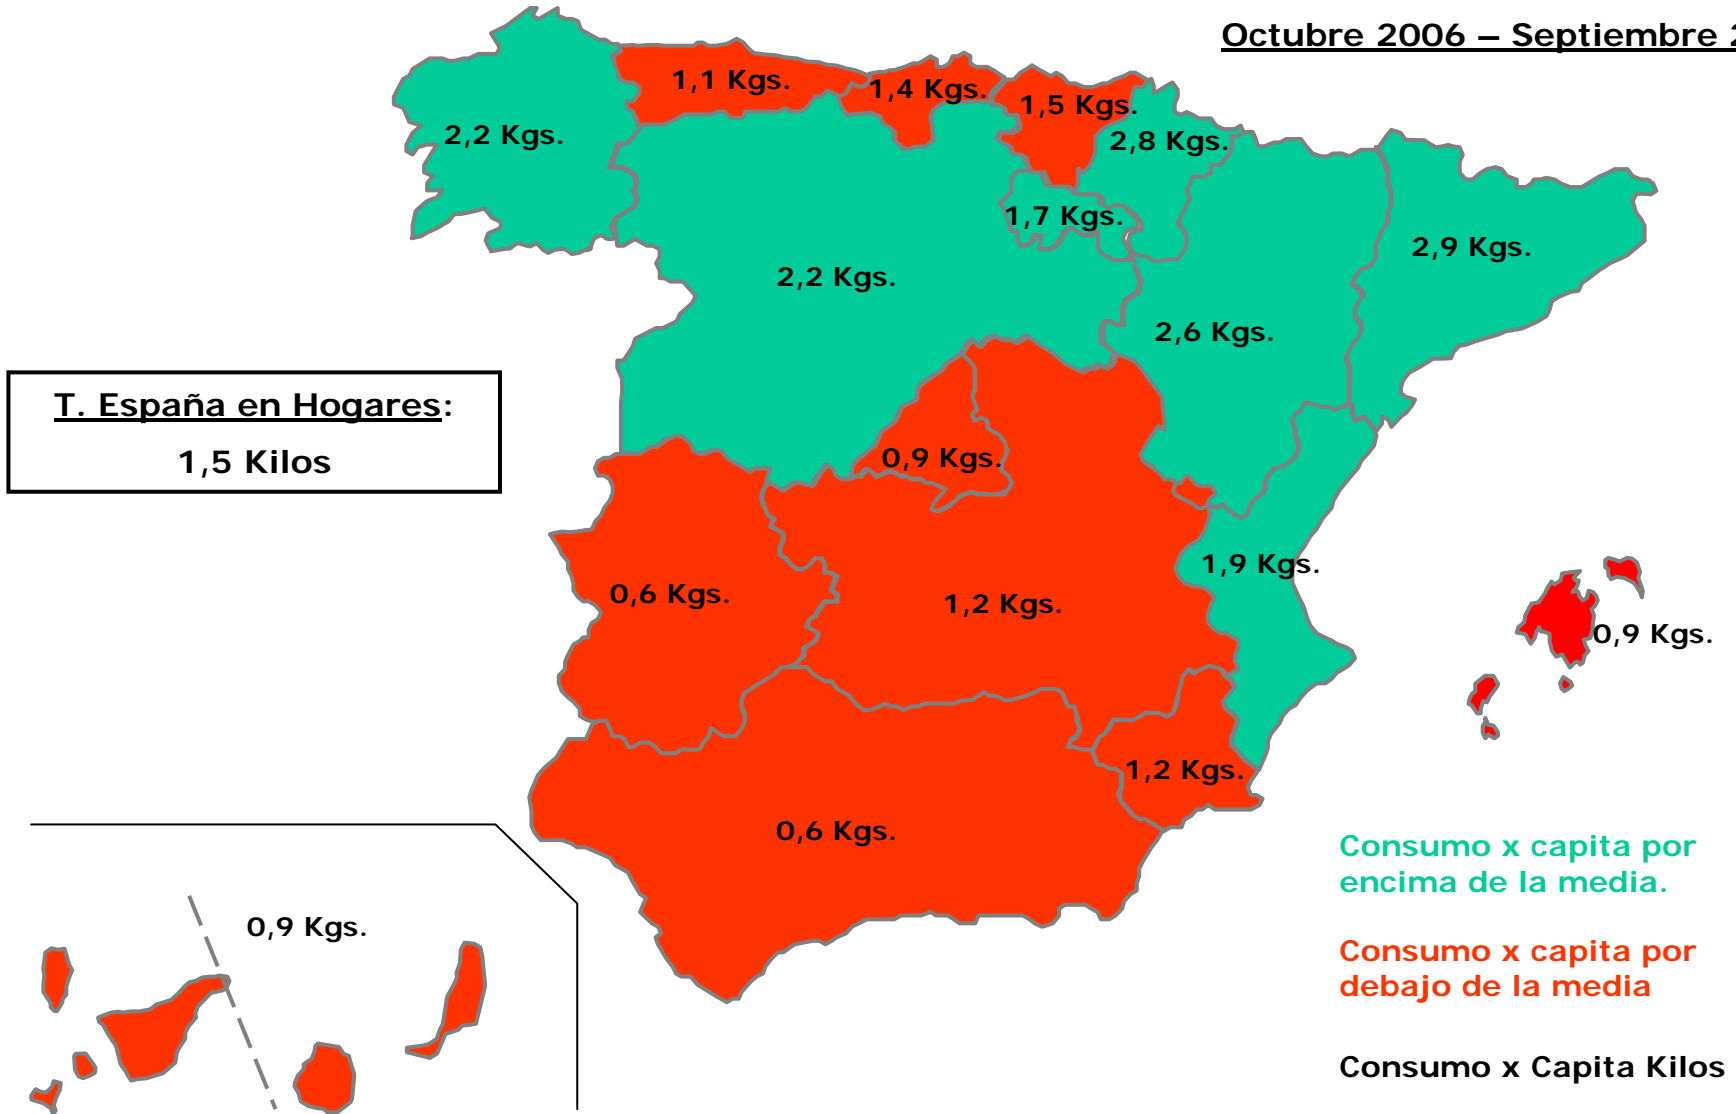 Octubre 2006 – Septiembre
1,1 Kgs.
1,4 Kgs.
1,5 Kgs.
2,2 Kgs.
2,8 Kgs.
1,7 Kgs.
2,9 Kgs.
2,2 Kgs.
2,6 Kgs.
T. España en Hogares:
1,5 Kilos
0,9 Kgs.
1,9 Kgs.
0,6 Kgs.
1,2 Kgs.
0,9 Kgs.
1,2 Kgs.
0,6 Kgs.
Consumo x capita por
encima de la media.
0,9 Kgs.
Consumo x capita por
debajo de la media
Consumo x Capita Kilos